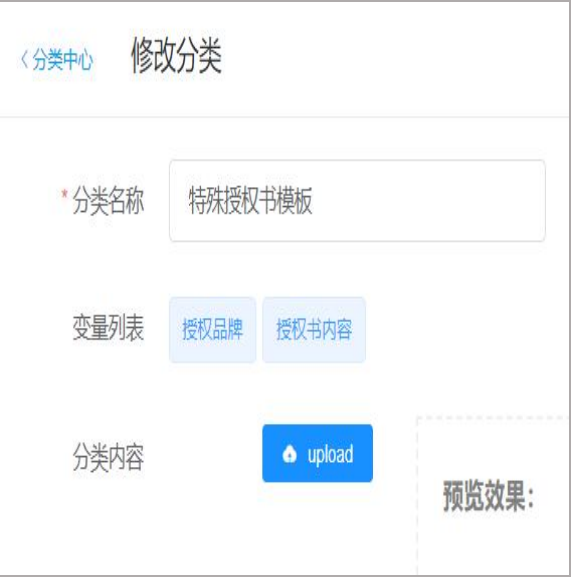 〈 分类中心 修改分类
* 分类名称 特殊授权书模板
变量列表 授权品牌 授权书内容
分类内容 upload
预览效果：